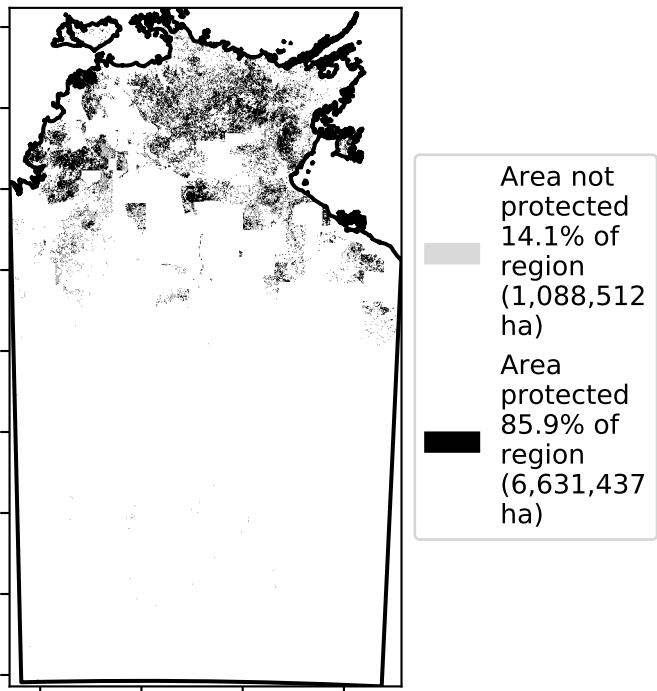 Area not
protected
14.1% of
region
(1,088,512
ha)
Area
protected
85.9% of
region
(6,631,437
ha)